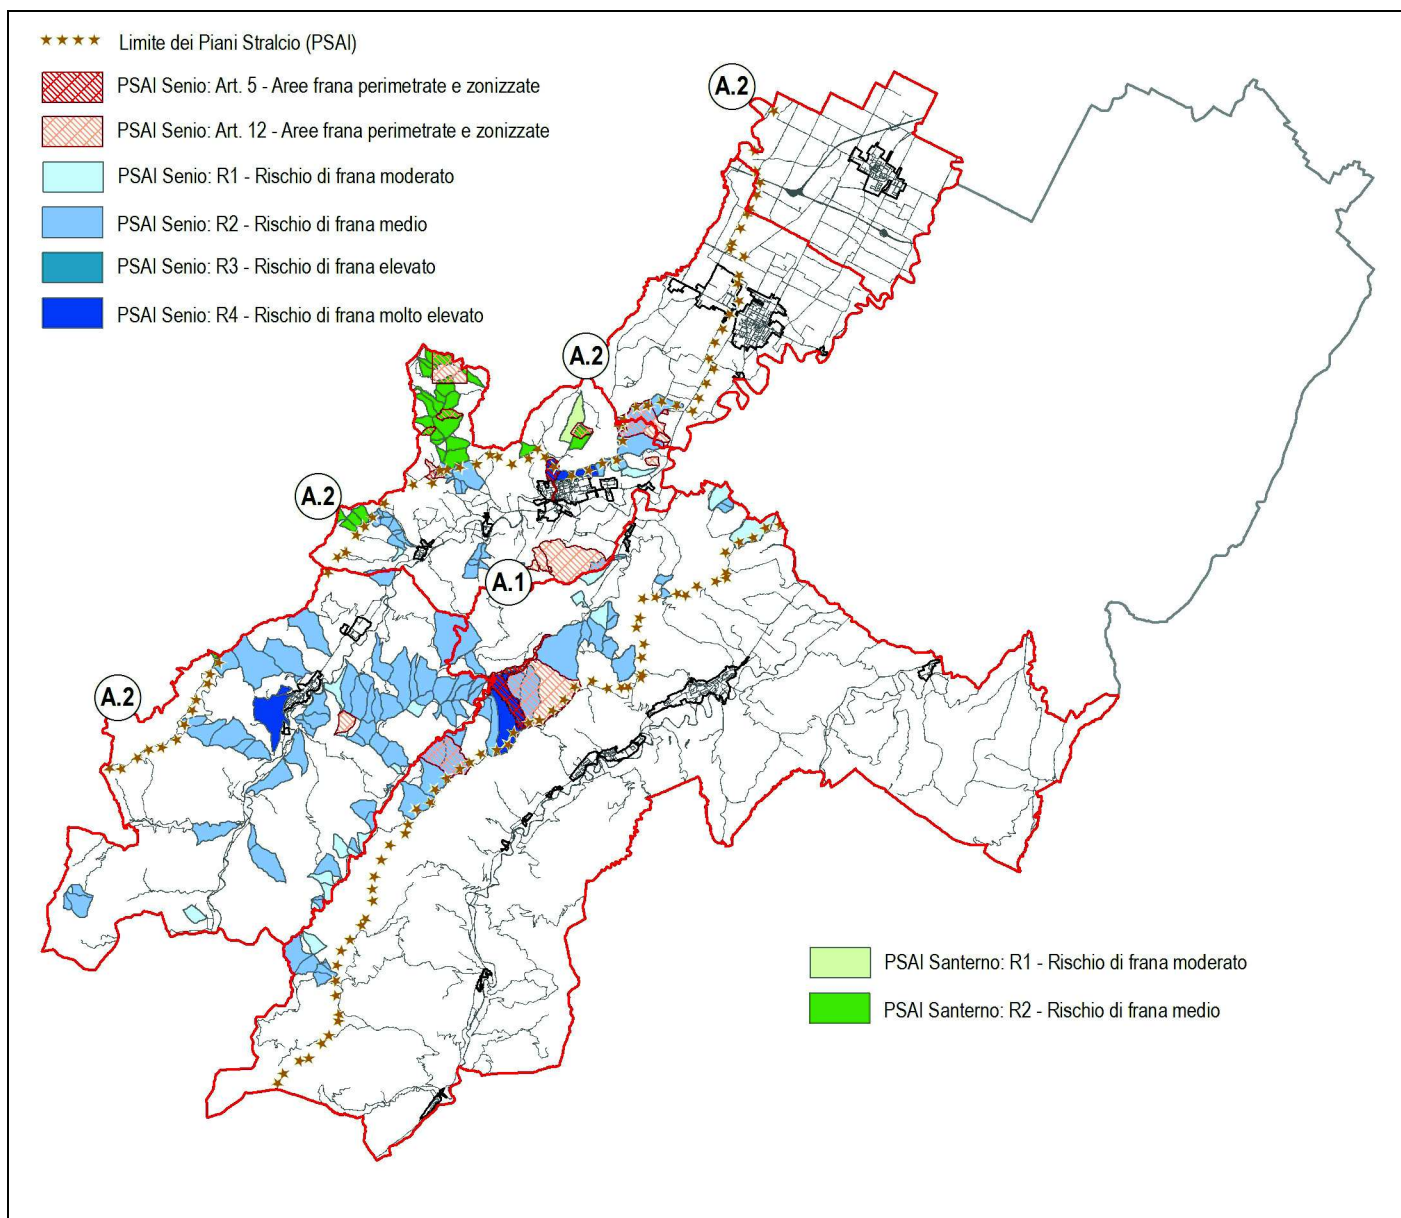 Limite dei Piani Stralcio (PSAI)
PSAI Senio: Art. 5 - Aree frana perimetrate e zonizzate
PSAI Senio: Art. 12 - Aree frana perimetrate e zonizzate
PSAI Senio: R1 - Rischio di frana moderato
PSAI Senio: R2 - Rischio di frana medio
PSAI Senio: R3 - Rischio di frana elevato
PSAI Senio: R4 - Rischio di frana molto elevato
A.2
A.2
A.2
A.1
A.2
PSAI Santerno: R1 - Rischio di frana moderato
PSAI Santerno: R2 - Rischio di frana medio